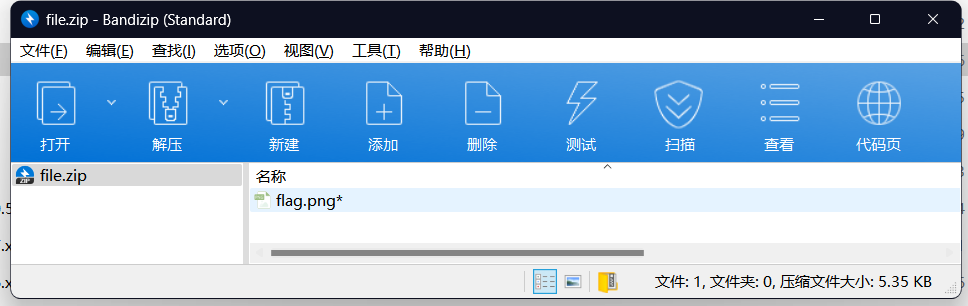 file.zip - Bandizip (Standard)
文件(F) 编辑(E) 查找(I) 选项(O) 视图(V) 工具(T) 帮助(H)
打开 解压 新建 添加 删除 测试 扫描 查看 代码页
file.zip
名称
flag.png*
文件: 1, 文件夹: 0, 压缩文件大小: 5.35 KB